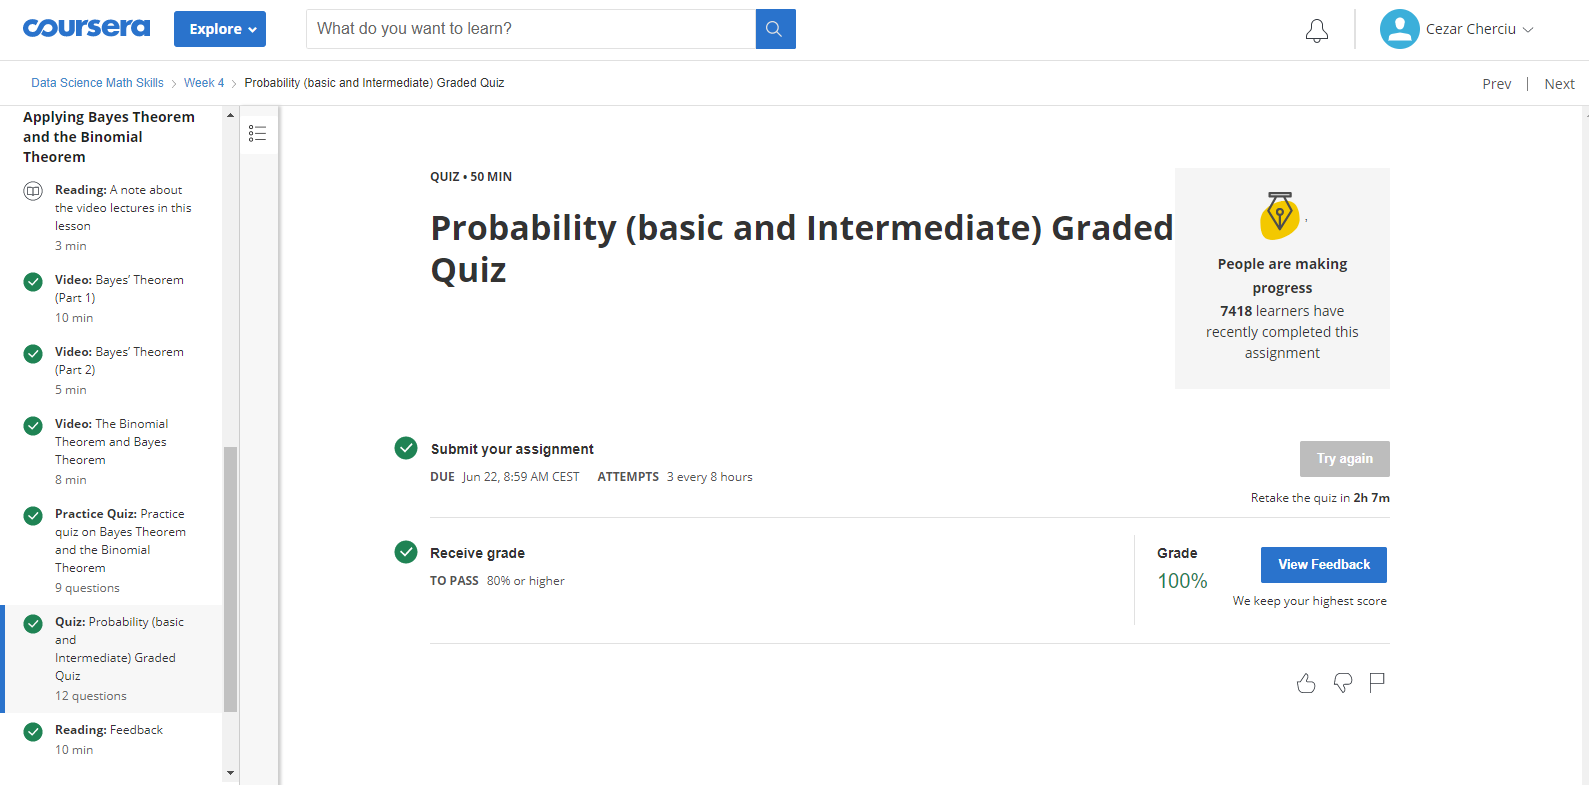 coursera
Explore
What do you want to learn?
Cezar Cherciu
Data Science Math Skills > Week 4 > Probability (basic and Intermediate) Graded Quiz
Prev | Next
Applying Bayes Theorem
and the Binomial
Theorem
Reading: A note about
the video lectures in this
lesson
3 min
Video: Bayes’ Theorem
(Part 1)
10 min
Video: Bayes’ Theorem
(Part 2)
5 min
Video: The Binomial
Theorem and Bayes
Theorem
8 min
Practice Quiz: Practice
quiz on Bayes Theorem
and the Binomial
Theorem
9 questions
Quiz: Probability (basic
and
Intermediate) Graded
Quiz
12 questions
Reading: Feedback
10 min
QUIZ • 50 MIN
Probability (basic and Intermediate) Graded
Quiz
People are making
progress
7418 learners have
recently completed this
assignment
Submit your assignment
DUE Jun 22, 8:59 AM CEST ATTEMPTS 3 every 8 hours
Try again
Retake the quiz in 2h 7m
Receive grade
TO PASS 80% or higher
Grade
100%
View Feedback
We keep your highest score